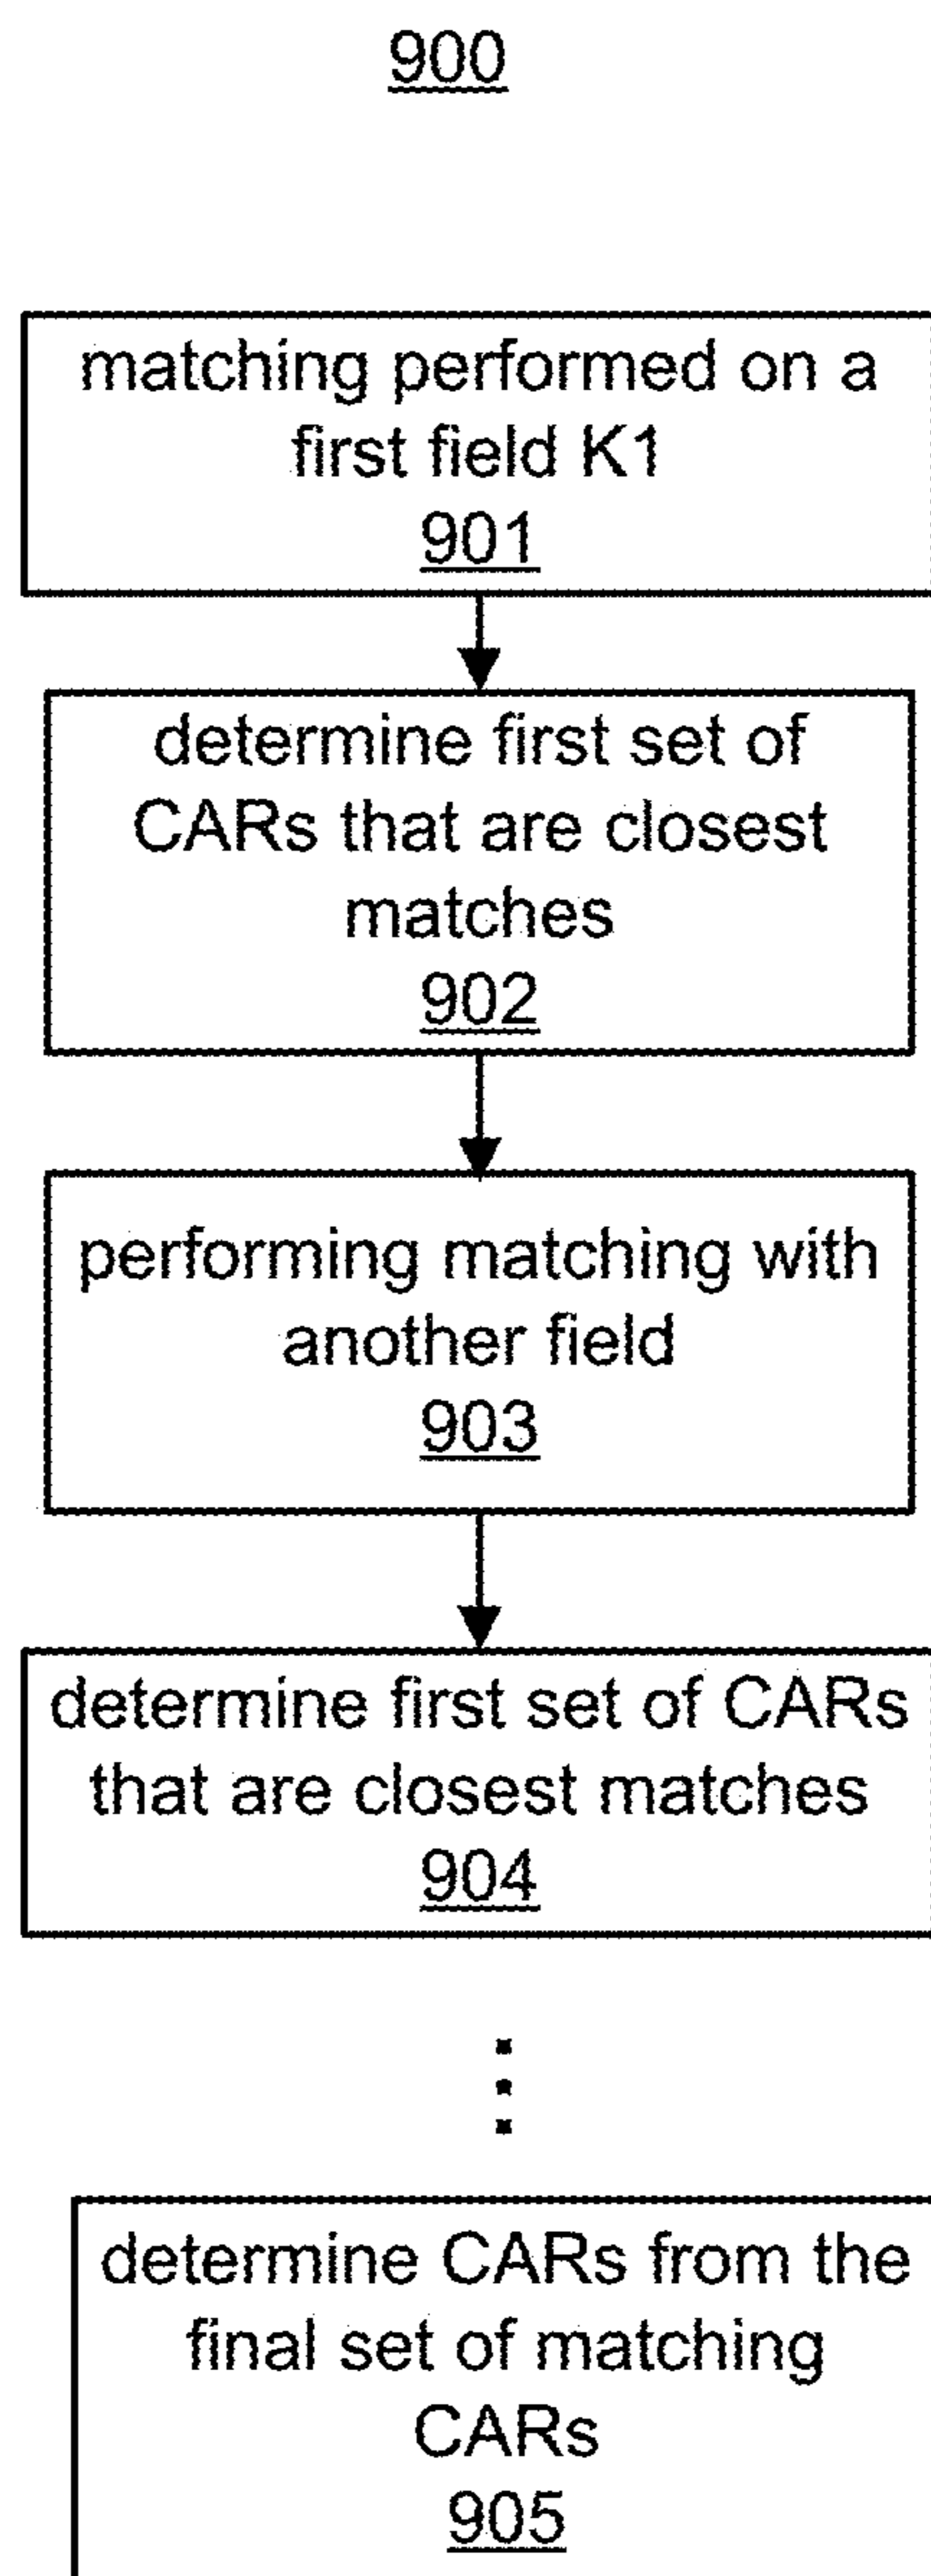 900
matching performed on a
first field K1
901
determine first set of
CARs that are closest
matches
902
performing matching with
another field
903
determine first set of CARs
that are closest matches
904
determine CARs from the
final set of matching
CARs
905